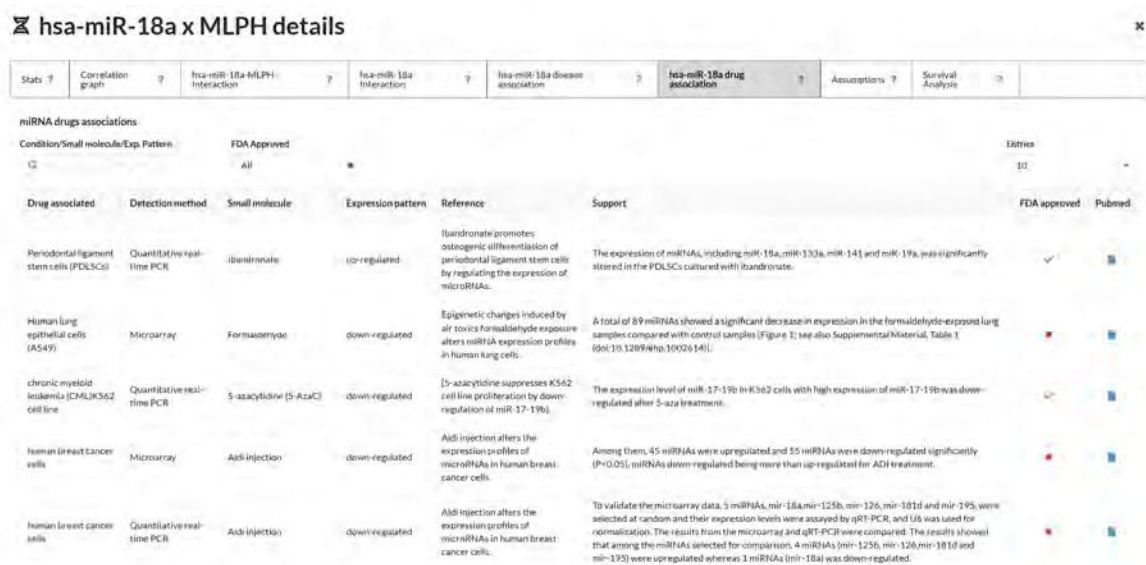 hsa-miR-18a x MLPH details
Stats ?
Correlation ?
graph
hsa-miR-18a-MLPH ?
Interaction
hsa-miR-18a ?
Interaction
hsa-miR-18a disease ?
association
hsa-miR-18a drug ?
association
Assumptions ?
Survival ?
Analysis
miRNA drugs associations
Condition/Small molecule/Exp. Pattern
FDA Approved
Entries
All
10
Drug associated Detection method Small molecule Expression pattern Reference Support FDA approved Pubmed
Periodontal ligament
stem cells (PDLSCs)
Quantitative real-
time PCR
ibandronate
up-regulated
Ibandronate promotes
osteogenic differentiation of
periodontal ligament stem cells
by regulating the expression of
microRNAs.
The expression of miRNAs, including miR-18a, miR-133a, miR-141 and miR-19a, was significantly
altered in the PDLSCs cultured with ibandronate.
Human lung
epithelial cells
(A549)
Microarray
Formaldehyde
down-regulated
Epigenetic changes induced by
air toxics formaldehyde exposure
alters miRNA expression profiles
in human lung cells.
A total of 89 miRNAs showed a significant decrease in expression in the formaldehyde-exposed lung
samples compared with control samples [Figure 1; see also Supplemental Material, Table 1
(doi:10.1289/ehp.1002614)].
chronic myeloid
leukemia (CML)K562
cell line
Quantitative real-
time PCR
5-azacytidine (5-AzaC)
down-regulated
[5-azacytidine suppresses K562
cell line proliferation by down-
regulation of miR-17-19b].
The expression level of miR-17-19b in K562 cells with high expression of miR-17-19b was down-
regulated after 5-aza treatment.
human breast cancer
cells
Microarray
Aidi injection
down-regulated
Aidi injection alters the
expression profiles of
microRNAs in human breast
cancer cells.
Among them, 45 miRNAs were upregulated and 55 miRNAs were down-regulated significantly
(P<0.05), miRNAs down-regulated being more than up-regulated for ADI treatment.
human breast cancer
cells
Quantitative real-
time PCR
Aidi injection
down-regulated
Aidi injection alters the
expression profiles of
microRNAs in human breast
cancer cells.
To validate the microarray data, 5 miRNAs, mir-18a,mir-125b, mir-126, mir-181d and mir-195, were
selected at random and their expression levels were assayed by qRT-PCR, and U6 was used for
normalization. The results from the microarray and qRT-PCR were compared. The results showed
that among the miRNAs selected for comparison, 4 miRNAs (mir-125b, mir-126,mir-181d and
mir-195) were upregulated whereas 1 miRNAs (mir-18a) was down-regulated.